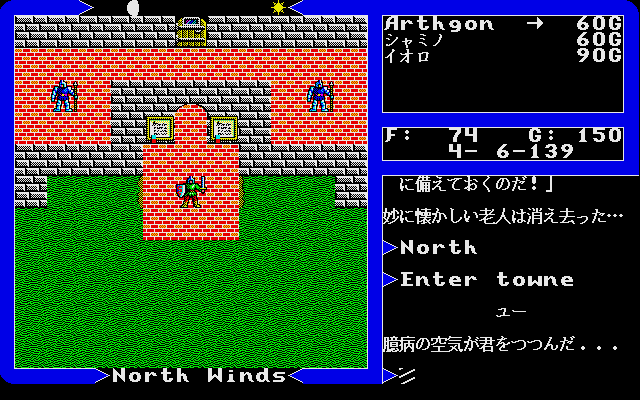 Arthgon → 60G
シャミノ 60G
イオロ 90G
F: 74 G: 150
4- 6-139
に備えておくのだ!」
妙に懐かしい老人は消え去った…
North
Enter towne
ユー
臆病の空気が君をつつんだ...
North Winds